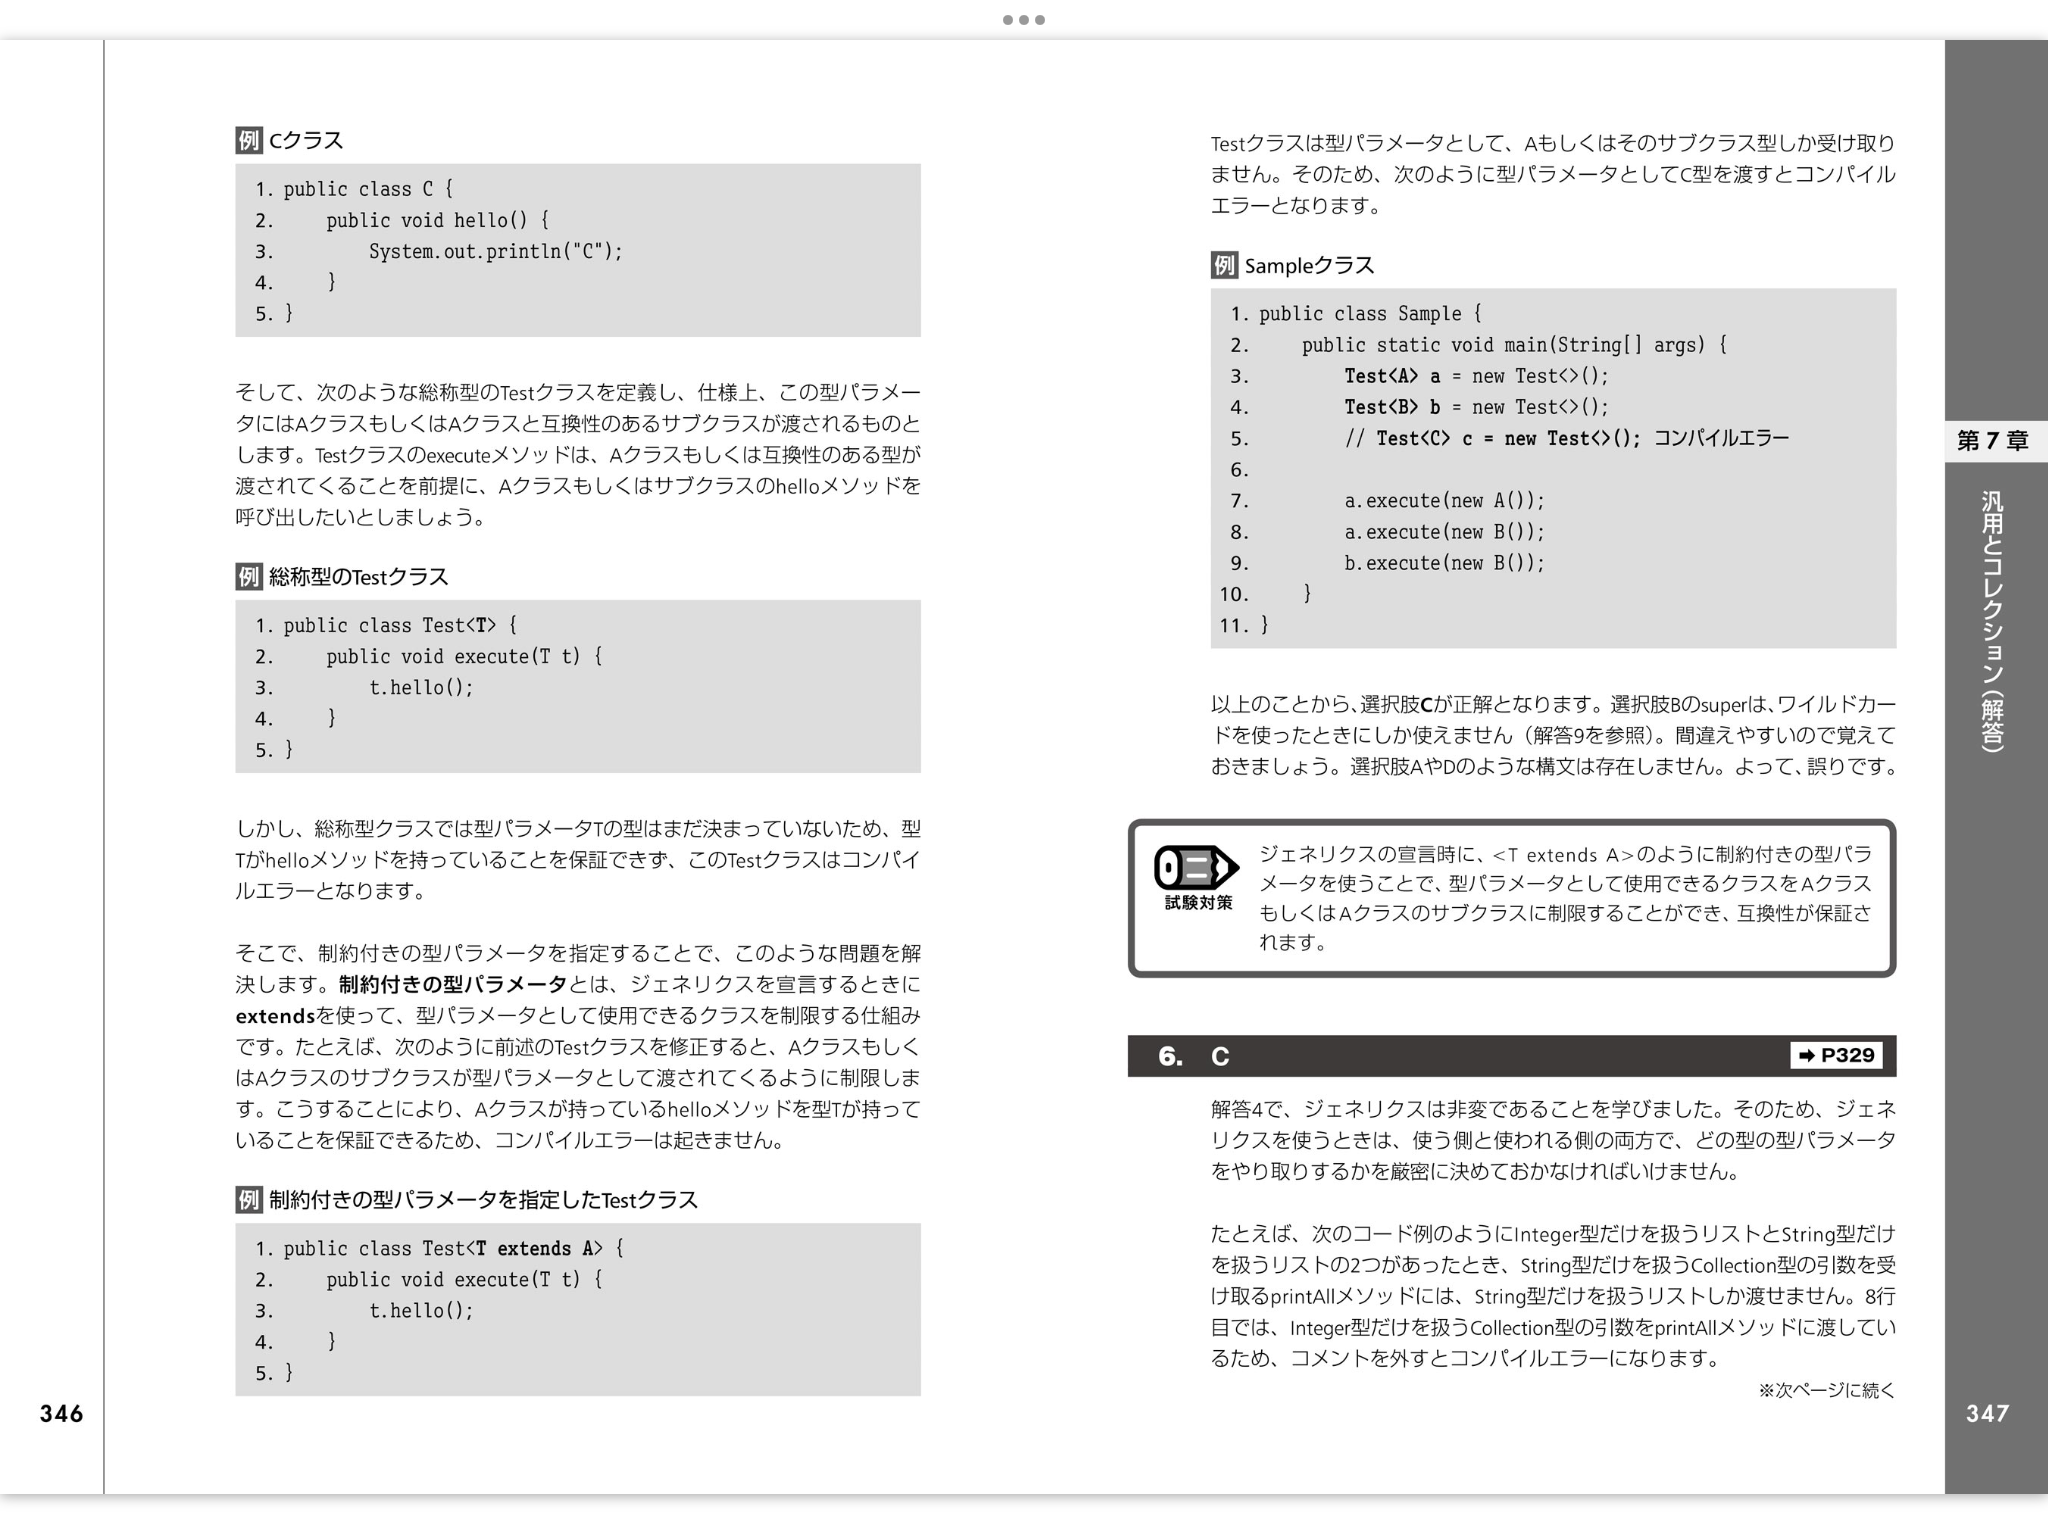 例 Cクラス
1. public class C {
2.     public void hello() {
3.         System.out.println("C");
4.     }
5. }
そして、次のような総称型のTestクラスを定義し、仕様上、この型パラメー
タにはAクラスもしくはAクラスと互換性のあるサブクラスが渡されるものと
します。Testクラスのexecuteメソッドは、Aクラスもしくは互換性のある型が
渡されてくることを前提に、Aクラスもしくはサブクラスのhelloメソッドを
呼び出したいとしましょう。
例 総称型のTestクラス
1. public class Test<T> {
2.     public void execute(T t) {
3.         t.hello();
4.     }
5. }
しかし、総称型クラスでは型パラメータTの型はまだ決まっていないため、型
Tがhelloメソッドを持っていることを保証できず、このTestクラスはコンパイ
ルエラーとなります。
そこで、制約付きの型パラメータを指定することで、このような問題を解
決します。制約付きの型パラメータとは、ジェネリクスを宣言するときに
extendsを使って、型パラメータとして使用できるクラスを制限する仕組み
です。たとえば、次のように前述のTestクラスを修正すると、Aクラスもしく
はAクラスのサブクラスが型パラメータとして渡されてくるように制限しま
す。こうすることにより、Aクラスが持っているhelloメソッドを型Tが持って
いることを保証できるため、コンパイルエラーは起きません。
例 制約付きの型パラメータを指定したTestクラス
1. public class Test<T extends A> {
2.     public void execute(T t) {
3.         t.hello();
4.     }
5. }
346
Testクラスは型パラメータとして、Aもしくはそのサブクラス型しか受け取り
ません。そのため、次のように型パラメータとしてC型を渡すとコンパイル
エラーとなります。
例 Sampleクラス
1. public class Sample {
2.     public static void main(String[] args) {
3.         Test<A> a = new Test<>();
4.         Test<B> b = new Test<>();
5.         // Test<C> c = new Test<>(); コンパイルエラー
6.
7.         a.execute(new A());
8.         a.execute(new B());
9.         b.execute(new B());
10.     }
11. }
以上のことから、選択肢Cが正解となります。選択肢Bのsuperは、ワイルドカー
ドを使ったときにしか使えません（解答9を参照）。間違えやすいので覚えて
おきましょう。選択肢AやDのような構文は存在しません。よって、誤りです。
試験対策
ジェネリクスの宣言時に、<T extends A>のように制約付きの型パラ
メータを使うことで、型パラメータとして使用できるクラスをAクラス
もしくはAクラスのサブクラスに制限することができ、互換性が保証さ
れます。
6. C ➡ P329
解答4で、ジェネリクスは非変であることを学びました。そのため、ジェネ
リクスを使うときは、使う側と使われる側の両方で、どの型の型パラメータ
をやり取りするかを厳密に決めておかなければいけません。
たとえば、次のコード例のようにInteger型だけを扱うリストとString型だけ
を扱うリストの2つがあったとき、String型だけを扱うCollection型の引数を受
け取るprintAllメソッドには、String型だけを扱うリストしか渡せません。8行
目では、Integer型だけを扱うCollection型の引数をprintAllメソッドに渡してい
るため、コメントを外すとコンパイルエラーになります。
※次ページに続く
第7章
汎用とコレクション（解答）
347